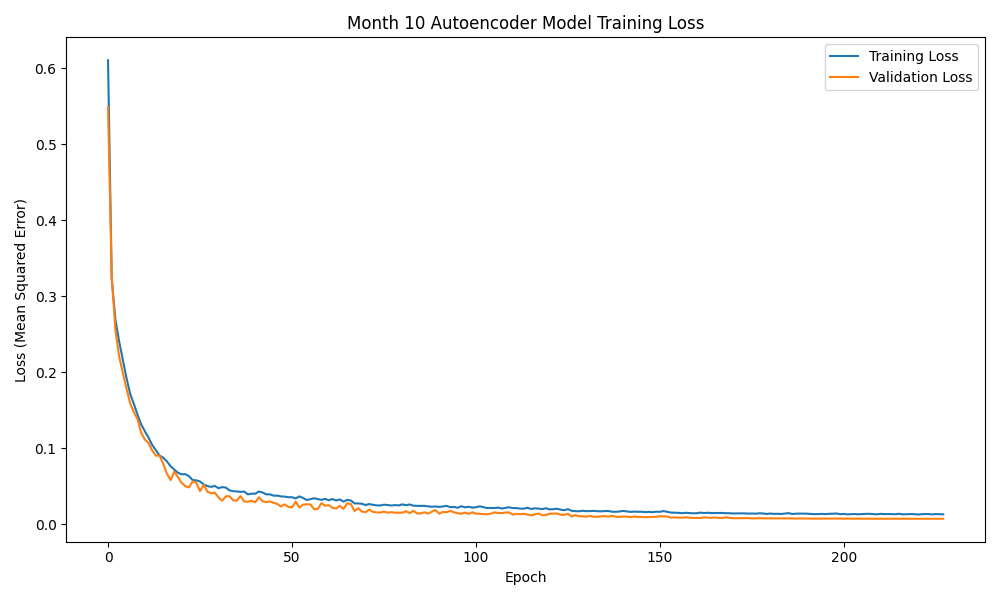 Month 10 Autoencoder Model Training Loss
Training Loss
Validation Loss
Loss (Mean Squared Error)
0.6
0.5
0.4
0.3
0.2
0.1
0.0
0
50
100
150
200
Epoch